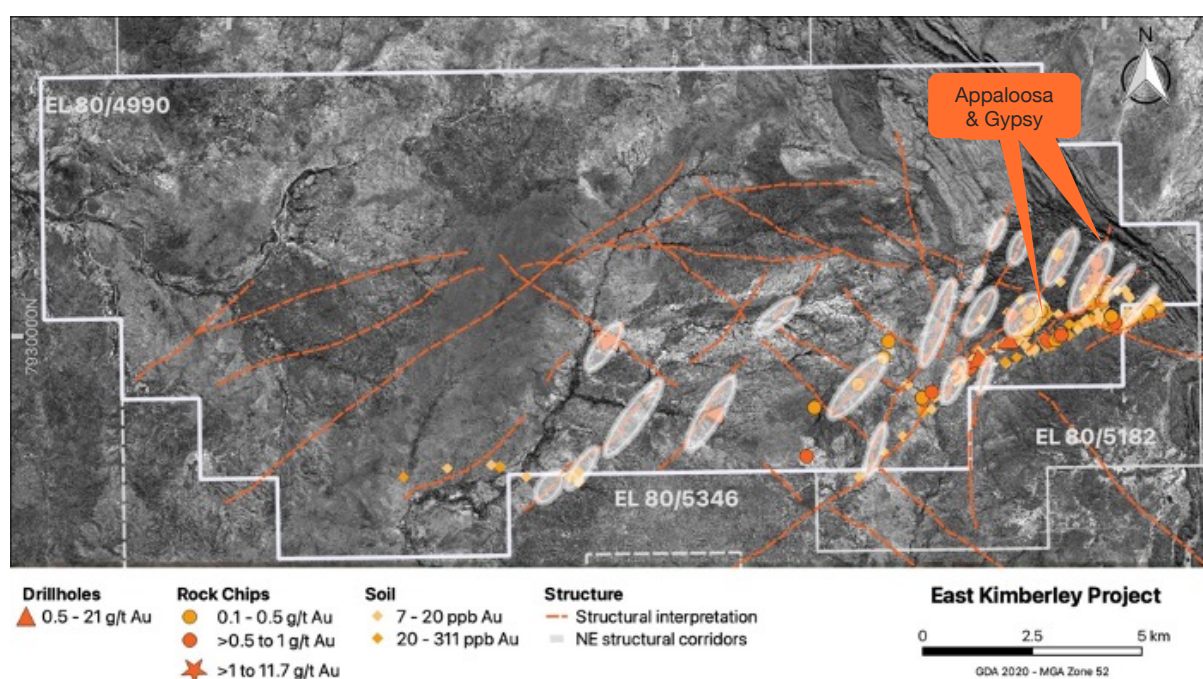 N
Appaloosa
& Gypsy
EL 80/4990
7930000N
EL 80/5182
EL 80/5346
Drillholes
0.5 - 21 g/t Au
Rock Chips
0.1 - 0.5 g/t Au
>0.5 to 1 g/t Au
>1 to 11.7 g/t Au
Soil
7 - 20 ppb Au
20 - 311 ppb Au
Structure
Structural interpretation
NE structural corridors
East Kimberley Project
0 2.5 5 km
GDA 2020 - MGA Zone 52